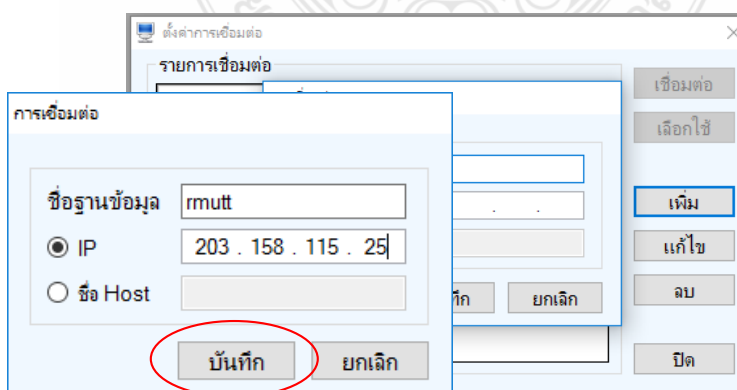 ตั้งค่าการเชื่อมต่อ
รายการเชื่อมต่อ
เชื่อมต่อ
เลือกใช้
เพิ่ม
แก้ไข
ลบ
ปิด
การเชื่อมต่อ
ชื่อฐานข้อมูล rmutt
IP 203 . 158 . 115 . 25
ชื่อ Host
บันทึก ยกเลิก
ยกเลิก